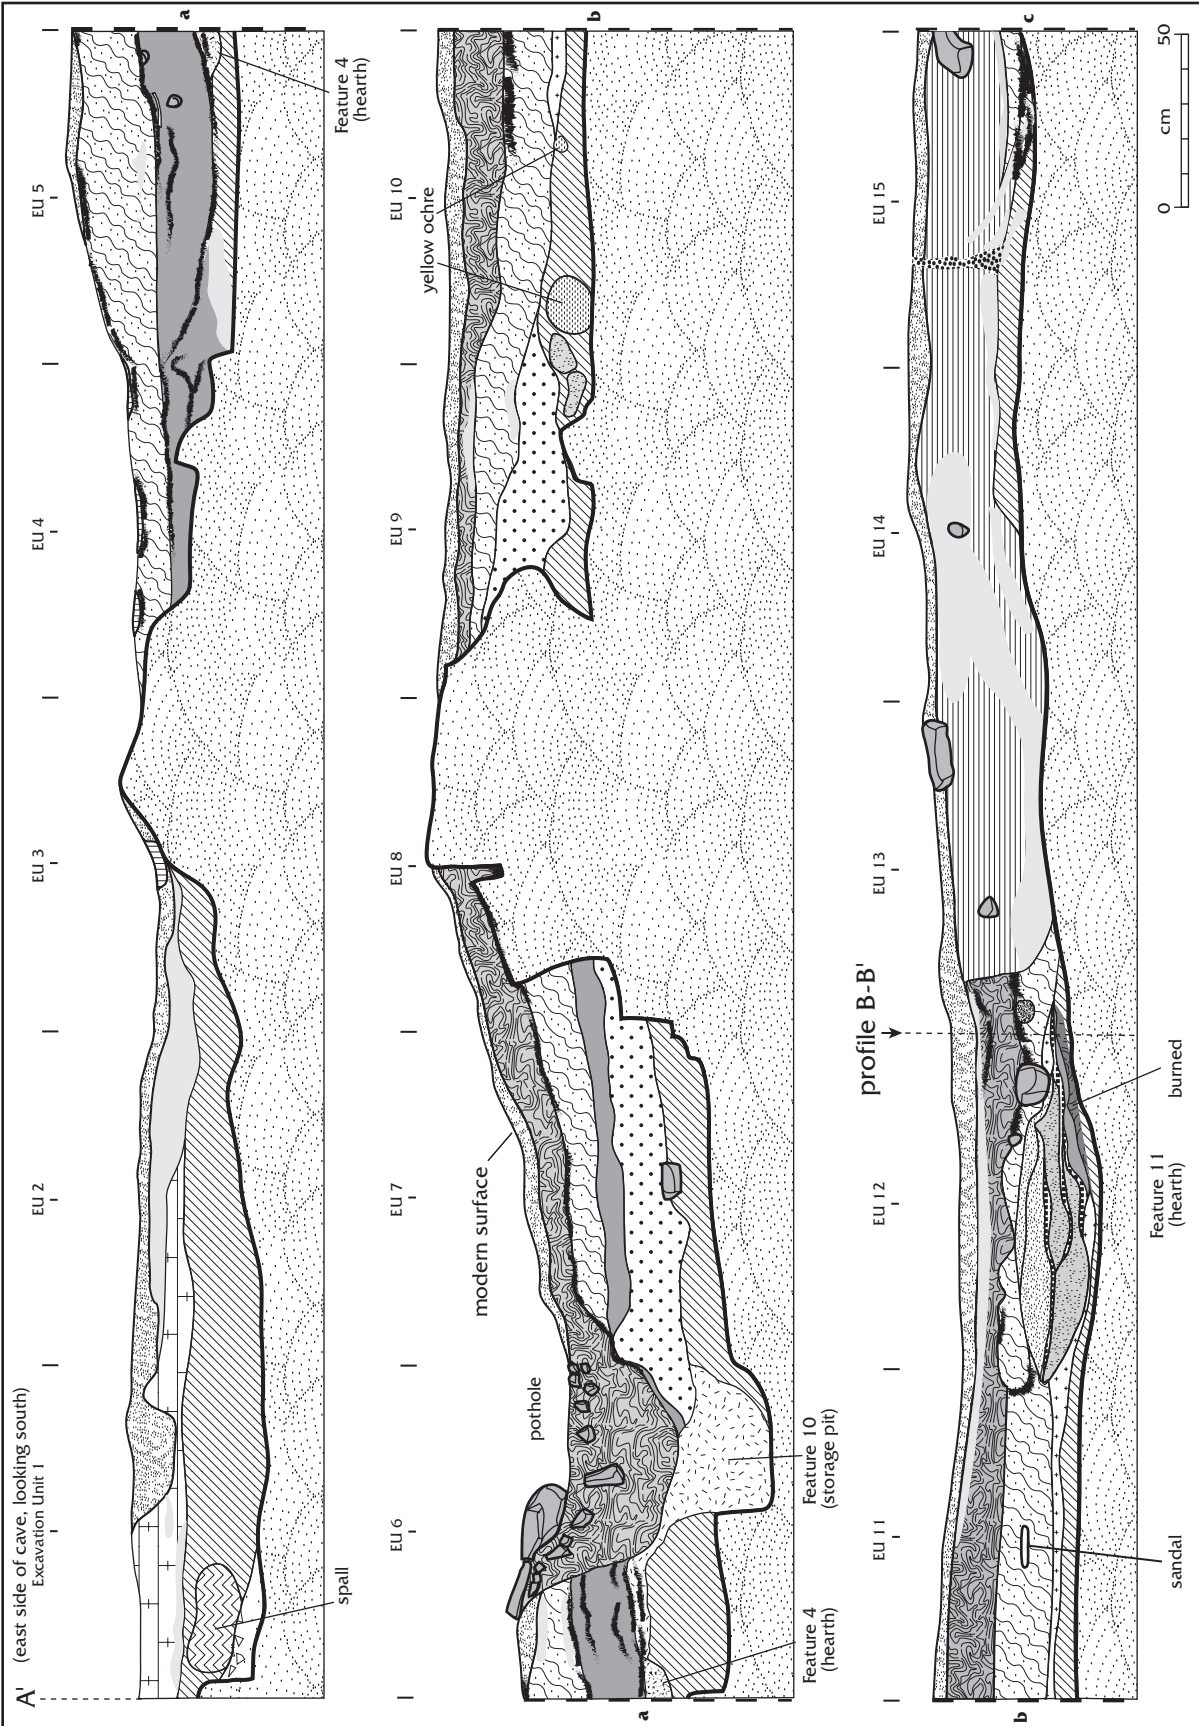 A'
(east side of cave, looking south)
Excavation Unit 1
EU 2
EU 3
EU 4
EU 5
a
spall
Feature 4
(hearth)
a
EU 6
pothole
EU 7
modern surface
EU 8
EU 9
EU 10
yellow ochre
b
Feature 4
(hearth)
Feature 10
(storage pit)
b
EU 11
EU 12
profile B-B'
EU 13
EU 14
EU 15
c
sandal
Feature 11
(hearth)
burned
0
cm
50